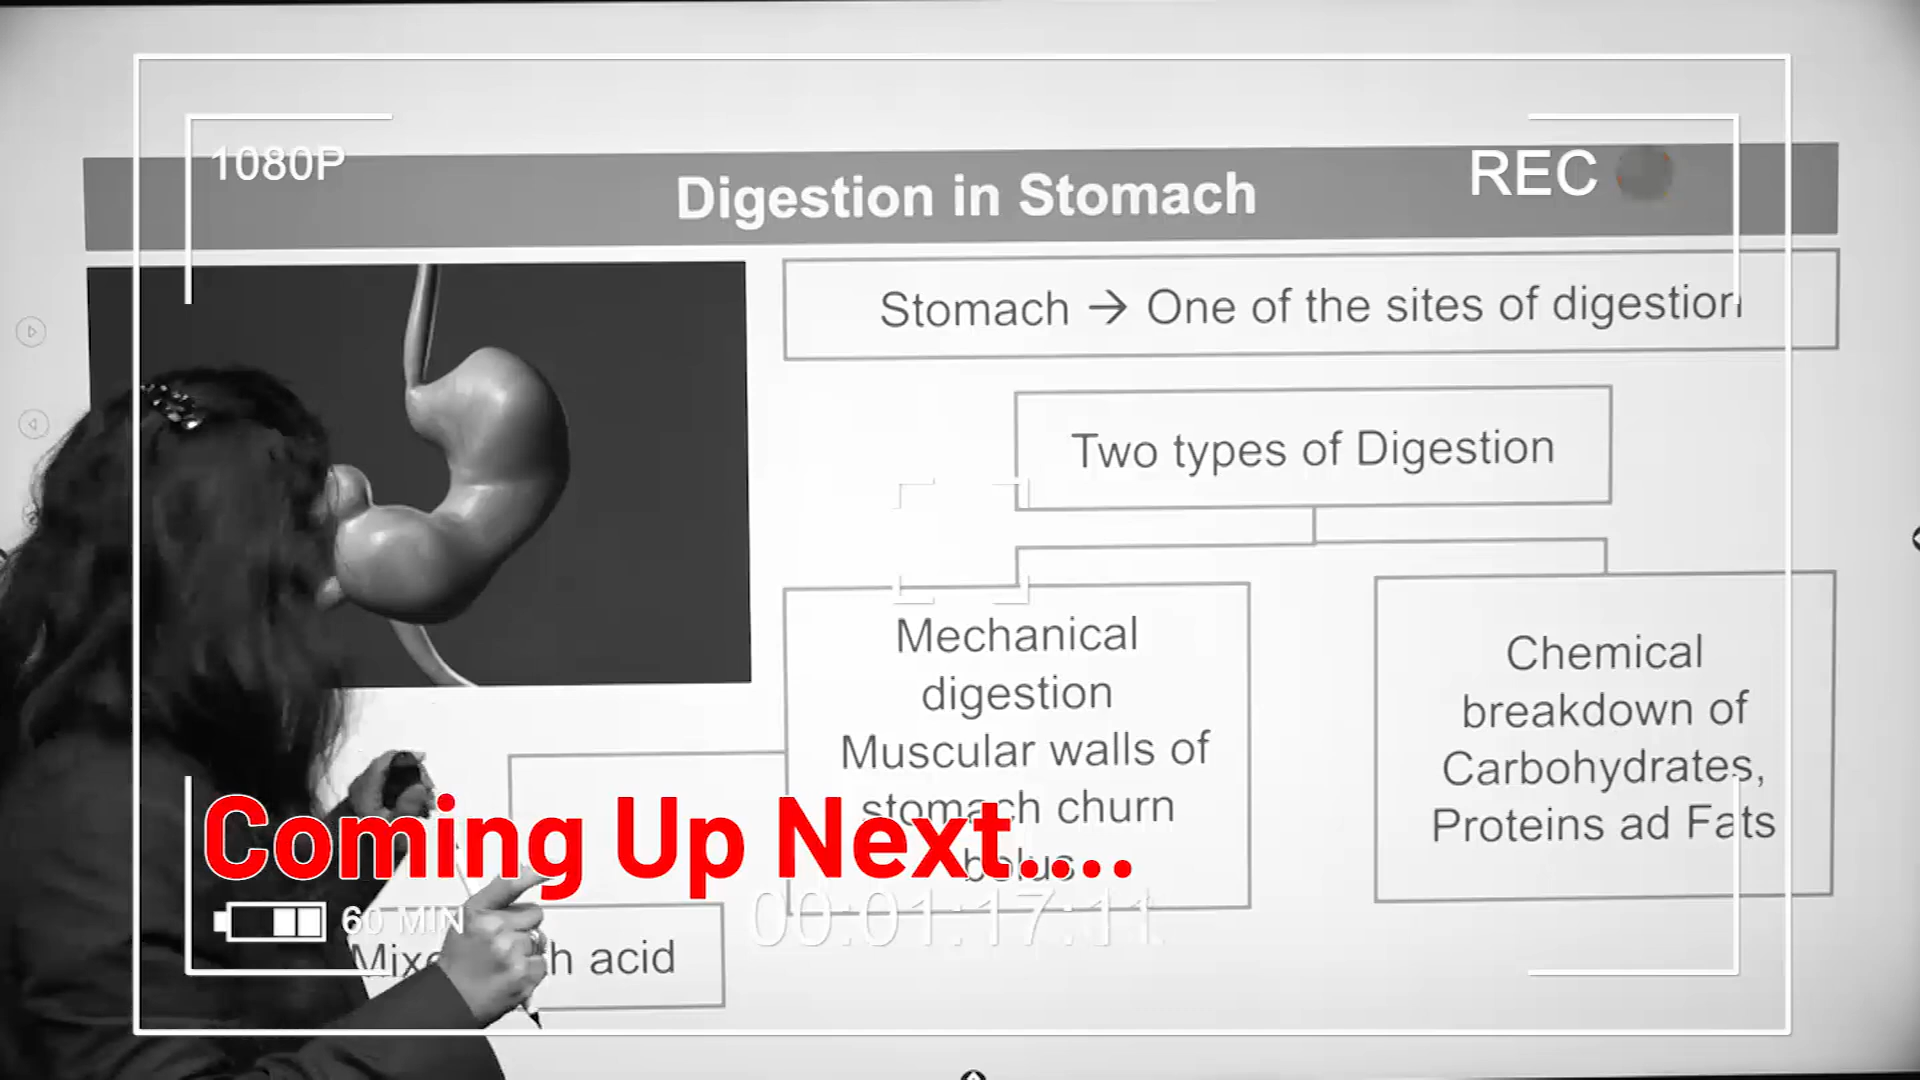 1080P
REC
Digestion in Stomach
Stomach → One of the sites of digestion
Two types of Digestion
Mechanical
digestion
Muscular walls of
stomach churn
bolus
Chemical
breakdown of
Carbohydrates,
Proteins ad Fats
Coming Up Next....
60 MIN
00:01:17:11
acid